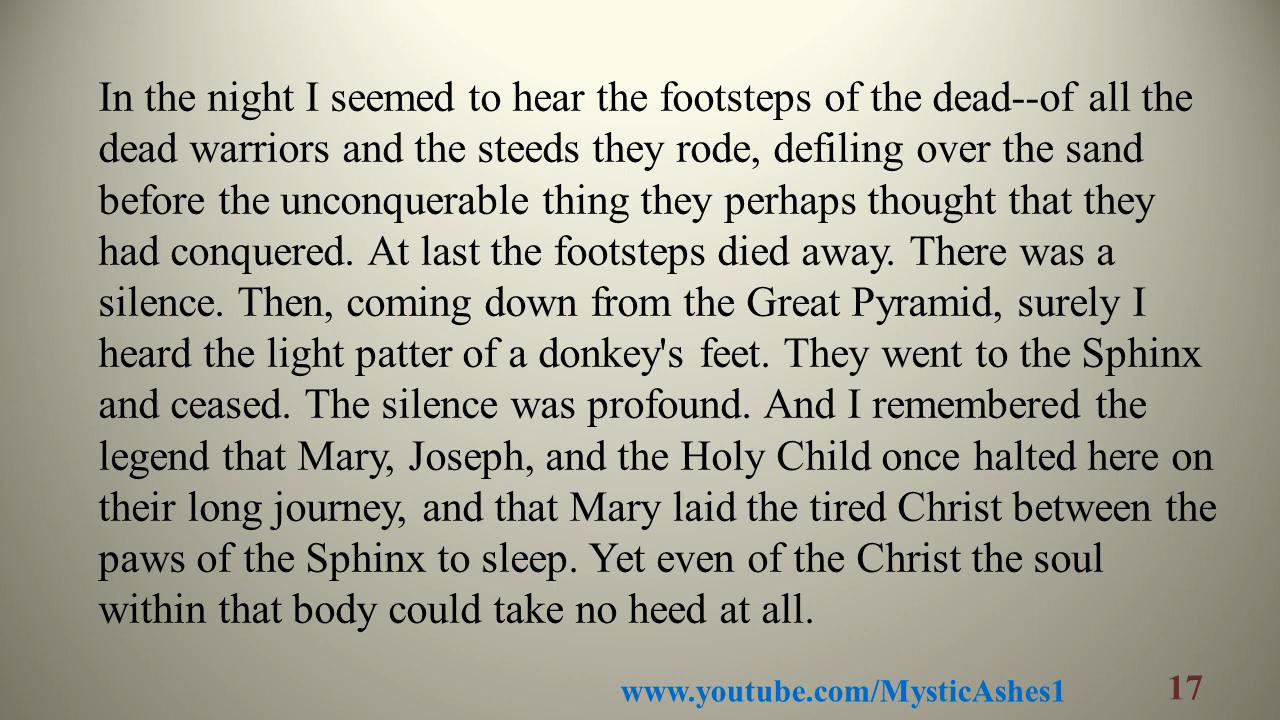 In the night I seemed to hear the footsteps of the dead--of all the
dead warriors and the steeds they rode, defiling over the sand
before the unconquerable thing they perhaps thought that they
had conquered. At last the footsteps died away. There was a
silence. Then, coming down from the Great Pyramid, surely I
heard the light patter of a donkey's feet. They went to the Sphinx
and ceased. The silence was profound. And I remembered the
legend that Mary, Joseph, and the Holy Child once halted here on
their long journey, and that Mary laid the tired Christ between the
paws of the Sphinx to sleep. Yet even of the Christ the soul
within that body could take no heed at all.
www.youtube.com/MysticAshes1
17